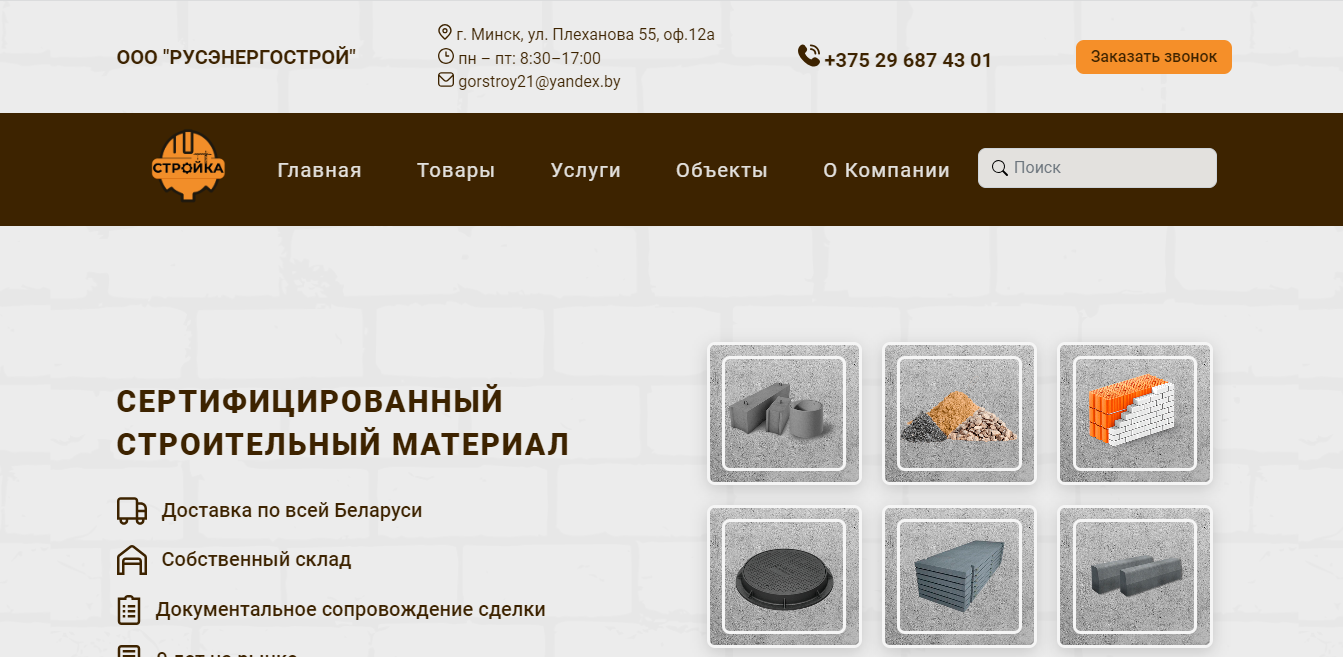 ООО "РУСЭНЕРГОСТРОЙ"
г. Минск, ул. Плеханова 55, оф.12а
пн – пт: 8:30–17:00
gorstroy21@yandex.by
+375 29 687 43 01
Заказать звонок
СТРОЙКА
Главная
Товары
Услуги
Объекты
О Компании
Поиск
СЕРТИФИЦИРОВАННЫЙ
СТРОИТЕЛЬНЫЙ МАТЕРИАЛ
Доставка по всей Беларуси
Собственный склад
Документальное сопровождение сделки